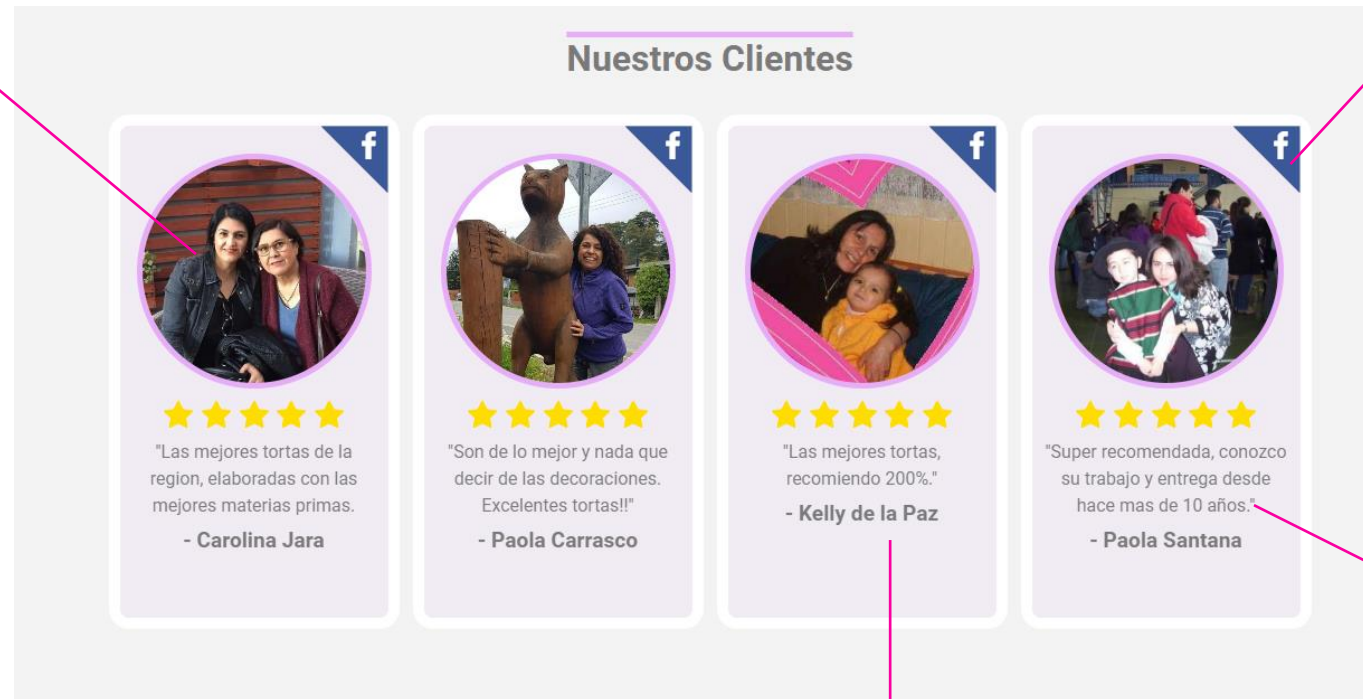 Nuestros Clientes
f
"Las mejores tortas de la
region, elaboradas con las
mejores materias primas.
- Carolina Jara
f
"Son de lo mejor y nada que
decir de las decoraciones.
Excelentes tortas!!"
- Paola Carrasco
f
"Las mejores tortas,
recomiendo 200%."
- Kelly de la Paz
f
"Super recomendada, conozco
su trabajo y entrega desde
hace mas de 10 años."
- Paola Santana